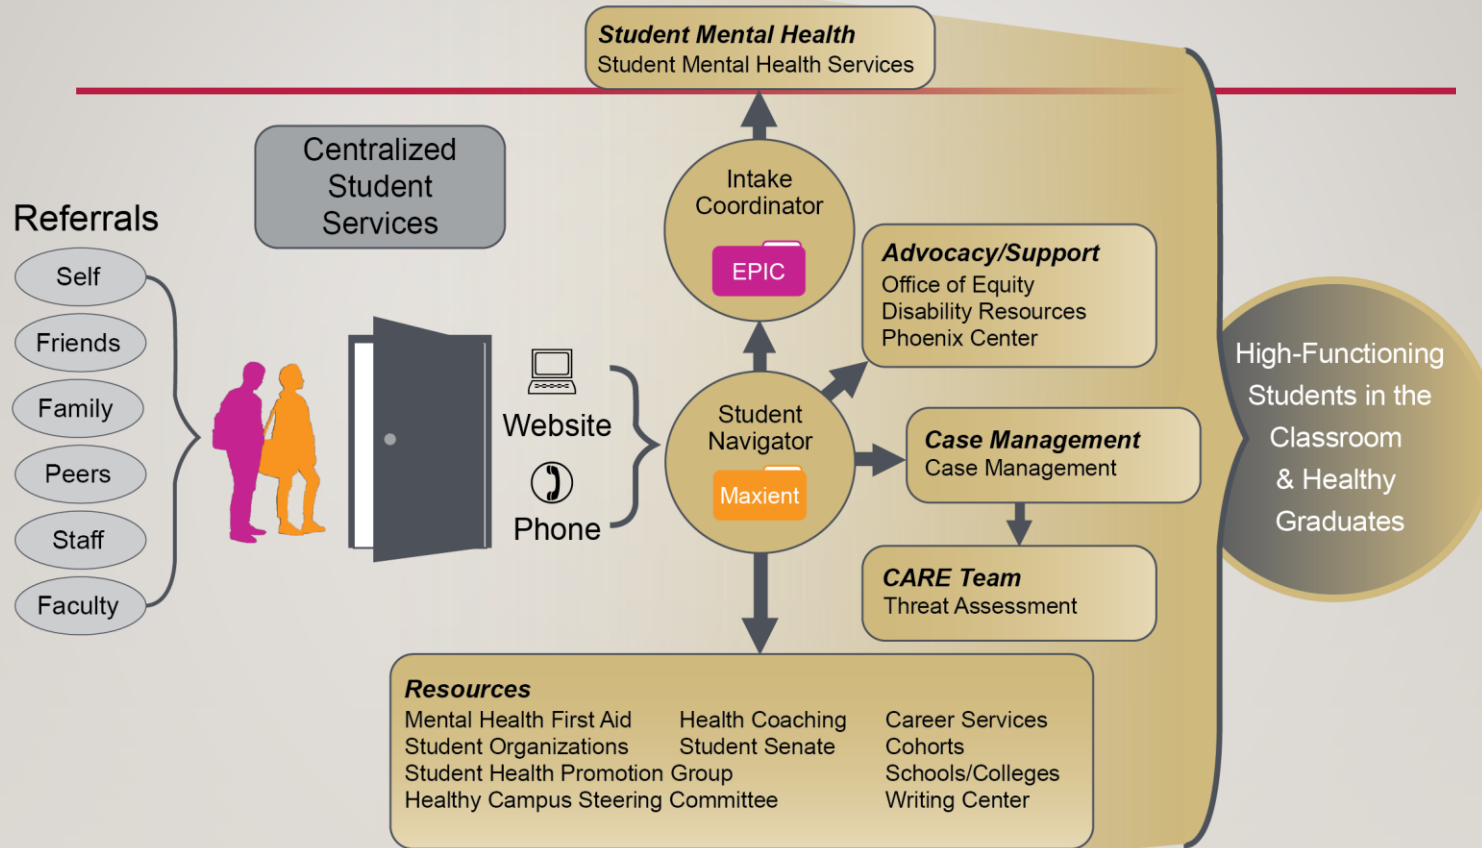 Student Mental Health
Student Mental Health Services
Centralized
Student
Services
Referrals
Self
Friends
Family
Peers
Staff
Faculty
Website
Phone
Intake
Coordinator
EPIC
Student
Navigator
Maxient
Advocacy/Support
Office of Equity
Disability Resources
Phoenix Center
Case Management
Case Management
CARE Team
Threat Assessment
Resources
Mental Health First Aid Health Coaching Career Services
Student Organizations Student Senate Cohorts
Student Health Promotion Group Schools/Colleges
Healthy Campus Steering Committee Writing Center
High-Functioning
Students in the
Classroom
& Healthy
Graduates